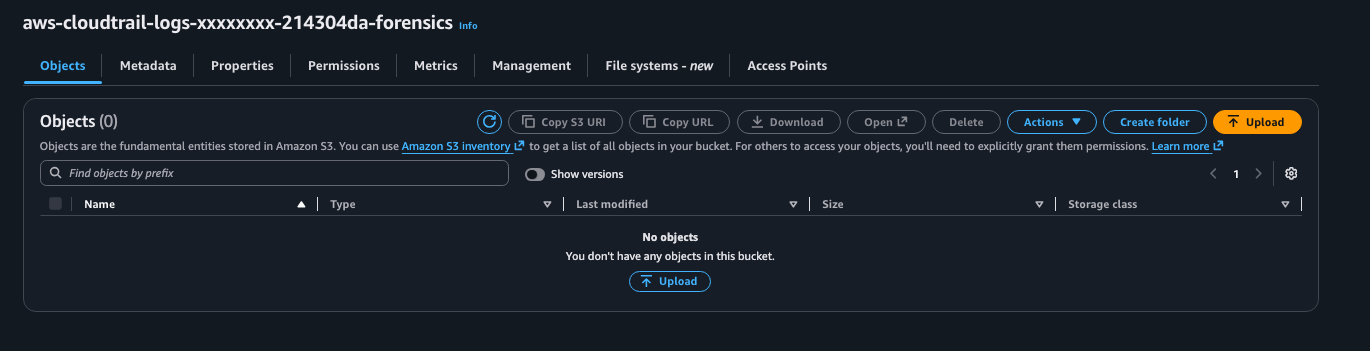 aws-cloudtrail-logs-xxxxxxxx-214304da-forensics Info
Objects Metadata Properties Permissions Metrics Management File systems - new Access Points
Objects (0) Copy S3 URI Copy URL Download Open Delete Actions Create folder Upload
Objects are the fundamental entities stored in Amazon S3. You can use Amazon S3 inventory to get a list of all objects in your bucket. For others to access your objects, you'll need to explicitly grant them permissions. Learn more
Find objects by prefix Show versions 1
Name Type Last modified Size Storage class
No objects
You don't have any objects in this bucket.
Upload